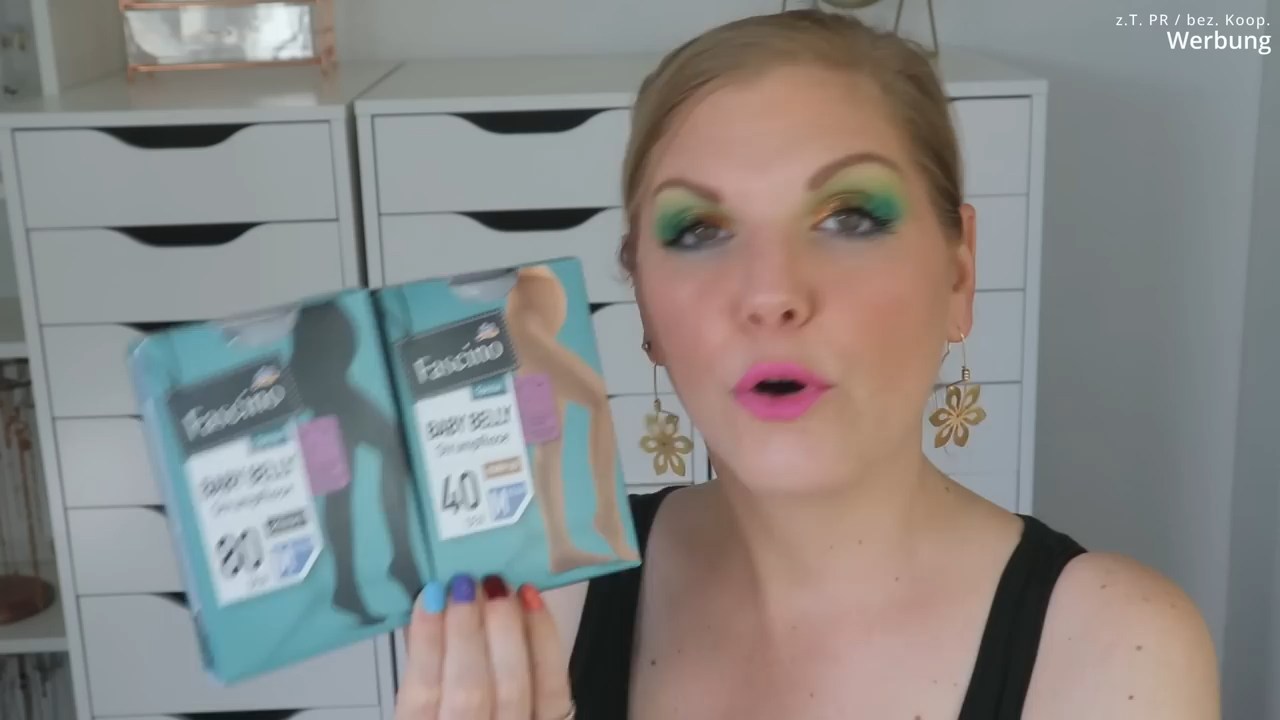 z.T. PR / bez. Koop.
Werbung
Fascino
BABY BELLY
Strumpfhose
80
Fascino
BABY BELLY
Strumpfhose
40